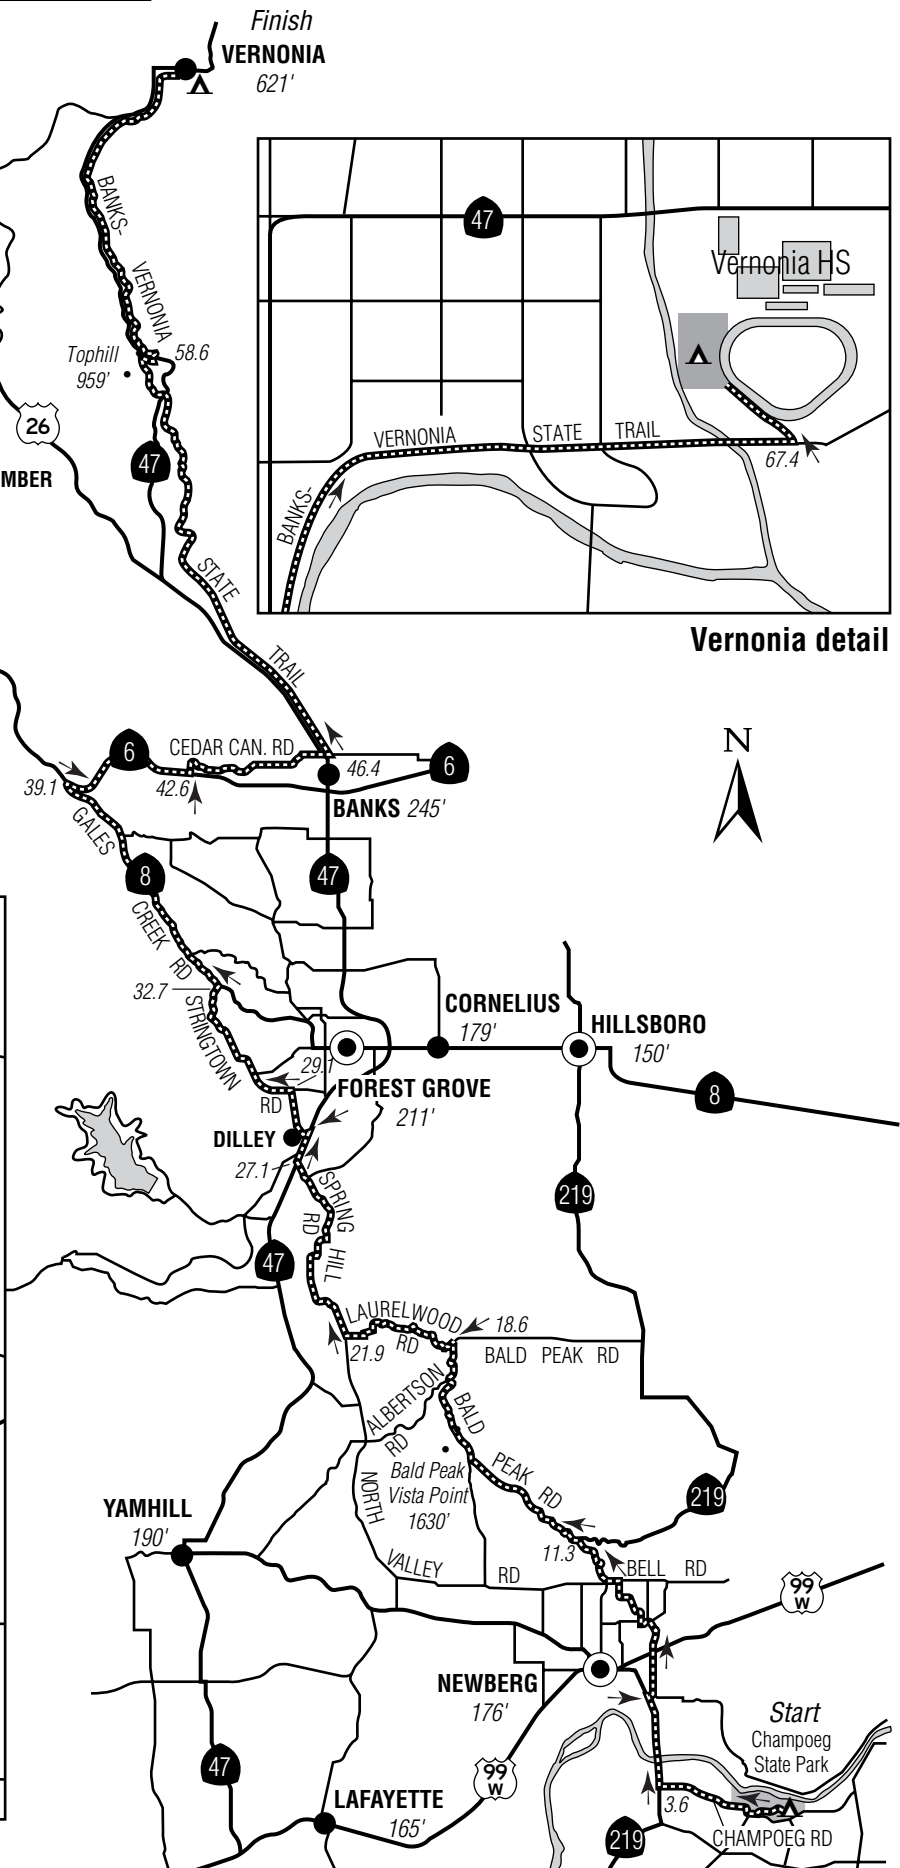 Finish
VERNONIA
621'
BANKS-
VERNONIA
Tophill
959'
58.6
26
47
MBER
STATE
TRAIL
47
Vernonia HS
VERNONIA
STATE
TRAIL
67.4
BANKS-
Vernonia detail
N
6
CEDAR CAN. RD
6
39.1
42.6
46.4
BANKS 245'
GALES
8
47
CREEK
RD
32.7
STRINGTOWN
RD
CORNELIUS
179'
HILLSBORO
150'
29.1
FOREST GROVE
211'
8
DILLEY
27.1
219
SPRING
HILL
RD
47
LAURELWOOD
RD
18.6
21.9
BALD PEAK RD
ALBERTSON
RD
BALD
PEAK
RD
Bald Peak
Vista Point
1630'
NORTH
VALLEY
RD
219
YAMHILL
190'
11.3
BELL RD
99
W
NEWBERG
176'
Start
Champoeg
State Park
47
99
W
LAFAYETTE
165'
3.6
CHAMPOEG RD
219